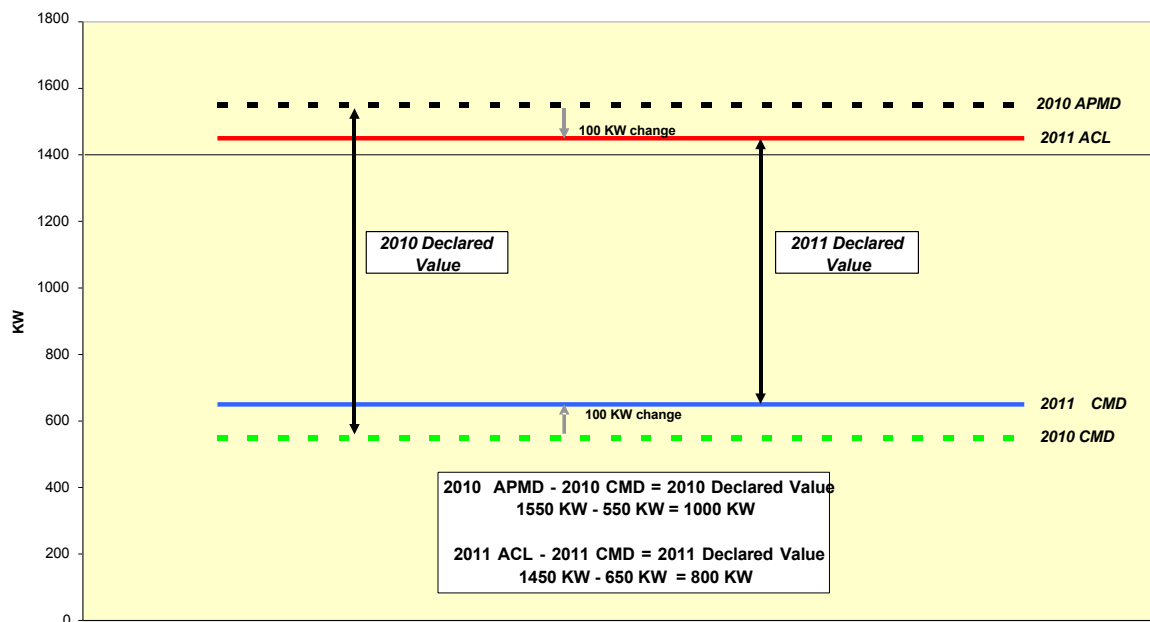 1800
1600
2010 APMD
100 KW change
2011 ACL
1400
1200
2010 Declared
Value
2011 Declared
Value
1000
KW
800
2011 CMD
600
100 KW change
2010 CMD
400
2010 APMD - 2010 CMD = 2010 Declared Value
1550 KW - 550 KW = 1000 KW
200
2011 ACL - 2011 CMD = 2011 Declared Value
1450 KW - 650 KW = 800 KW
0